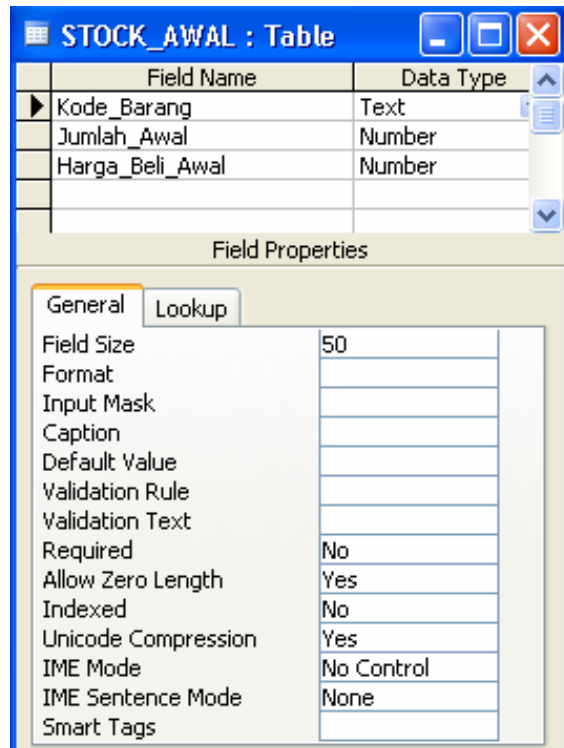 STOCK_AWAL : Table
Field Name Data Type
Kode_Barang Text
Jumlah_Awal Number
Harga_Beli_Awal Number
Field Properties
General Lookup
Field Size 50
Format
Input Mask
Caption
Default Value
Validation Rule
Validation Text
Required No
Allow Zero Length Yes
Indexed No
Unicode Compression Yes
IME Mode No Control
IME Sentence Mode None
Smart Tags